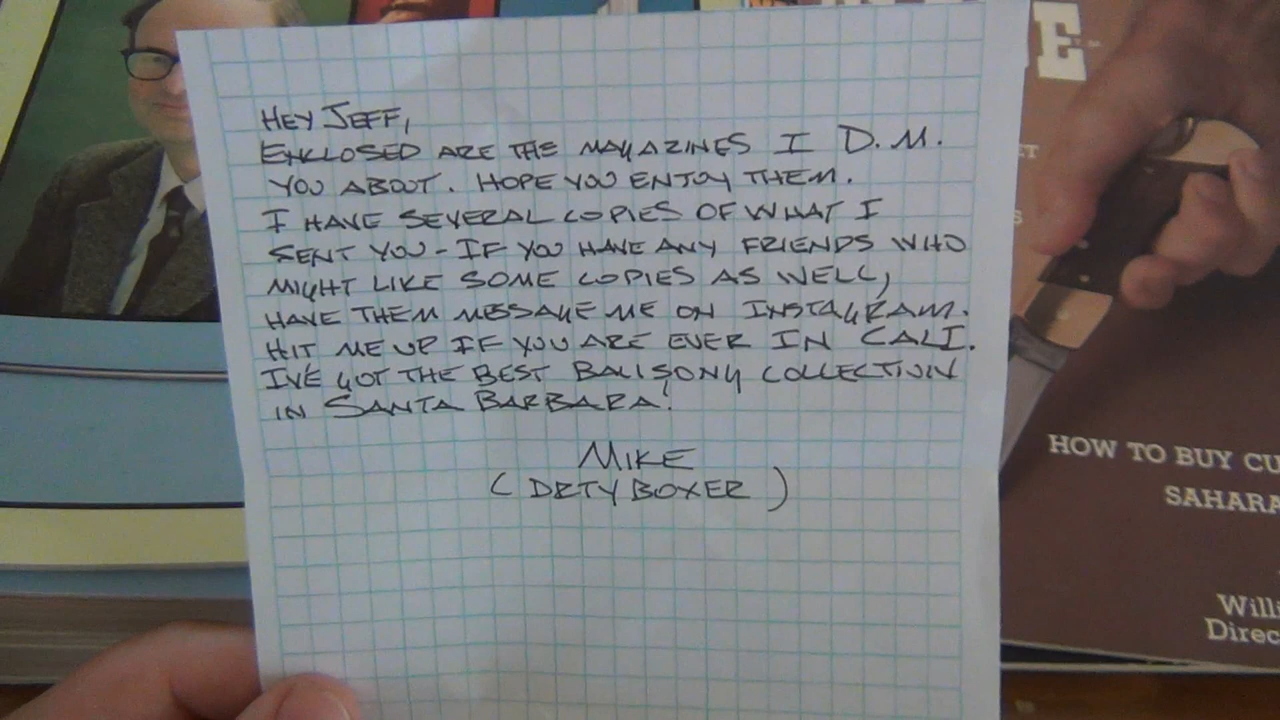 HEY JEFF,
ENCLOSED ARE THE MAGAZINES I D.M.
YOU ABOUT. HOPE YOU ENJOY THEM.
I HAVE SEVERAL COPIES OF WHAT I
SENT YOU - IF YOU HAVE ANY FRIENDS WHO
MIGHT LIKE SOME COPIES AS WELL,
HAVE THEM MESSAGE ME ON INSTAGRAM.
HIT ME UP IF YOU ARE EVER IN CALI.
I'VE GOT THE BEST BALISONG COLLECTION
IN SANTA BARBARA!
MIKE
(DRTYBOXER)
E
ET
S
HOW TO BUY CU
SAHARA
Willi
Direc